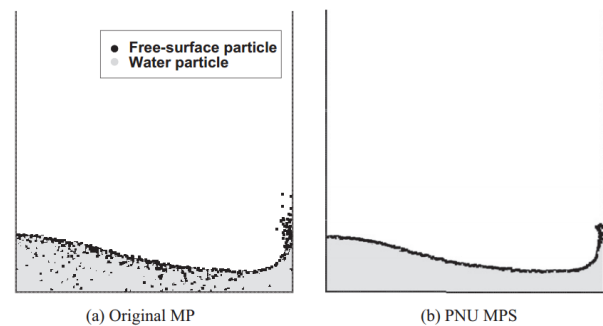 Free-surface particle
Water particle
(a) Original MP
(b) PNU MPS